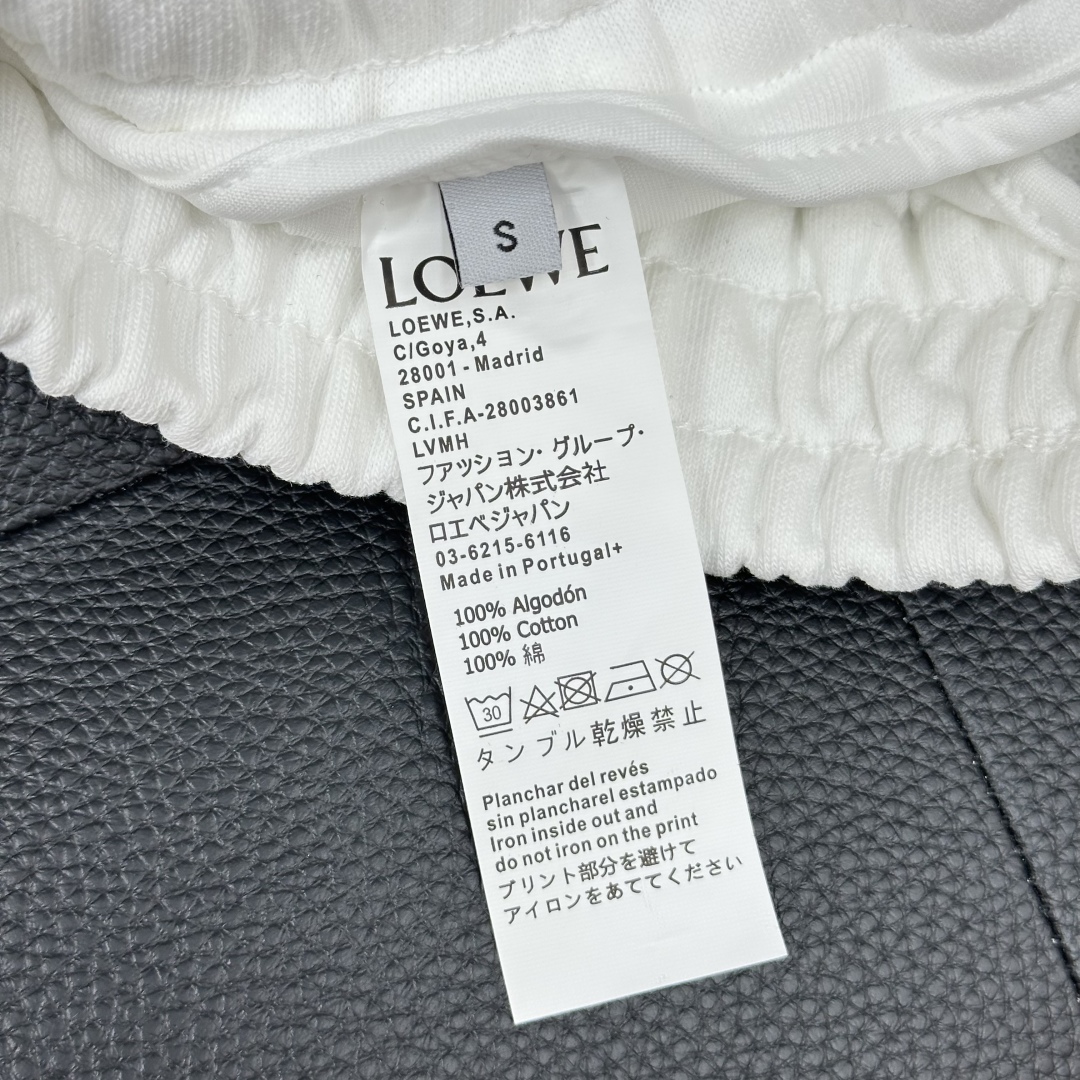 S
LOEWE
LOEWE,S.A.
C/Goya,4
28001 - Madrid
SPAIN
C.I.F.A-28003861
LVMH
ファッション・グループ・
ジャパン株式会社
ロエベジャパン
03-6215-6116
Made in Portugal+
100% Algodón
100% Cotton
100% 綿
30
タンブル乾燥禁止
Planchar del revés
sin plancharel estampado
Iron inside out and
do not iron on the print
プリント部分を避けて
アイロンをあててください